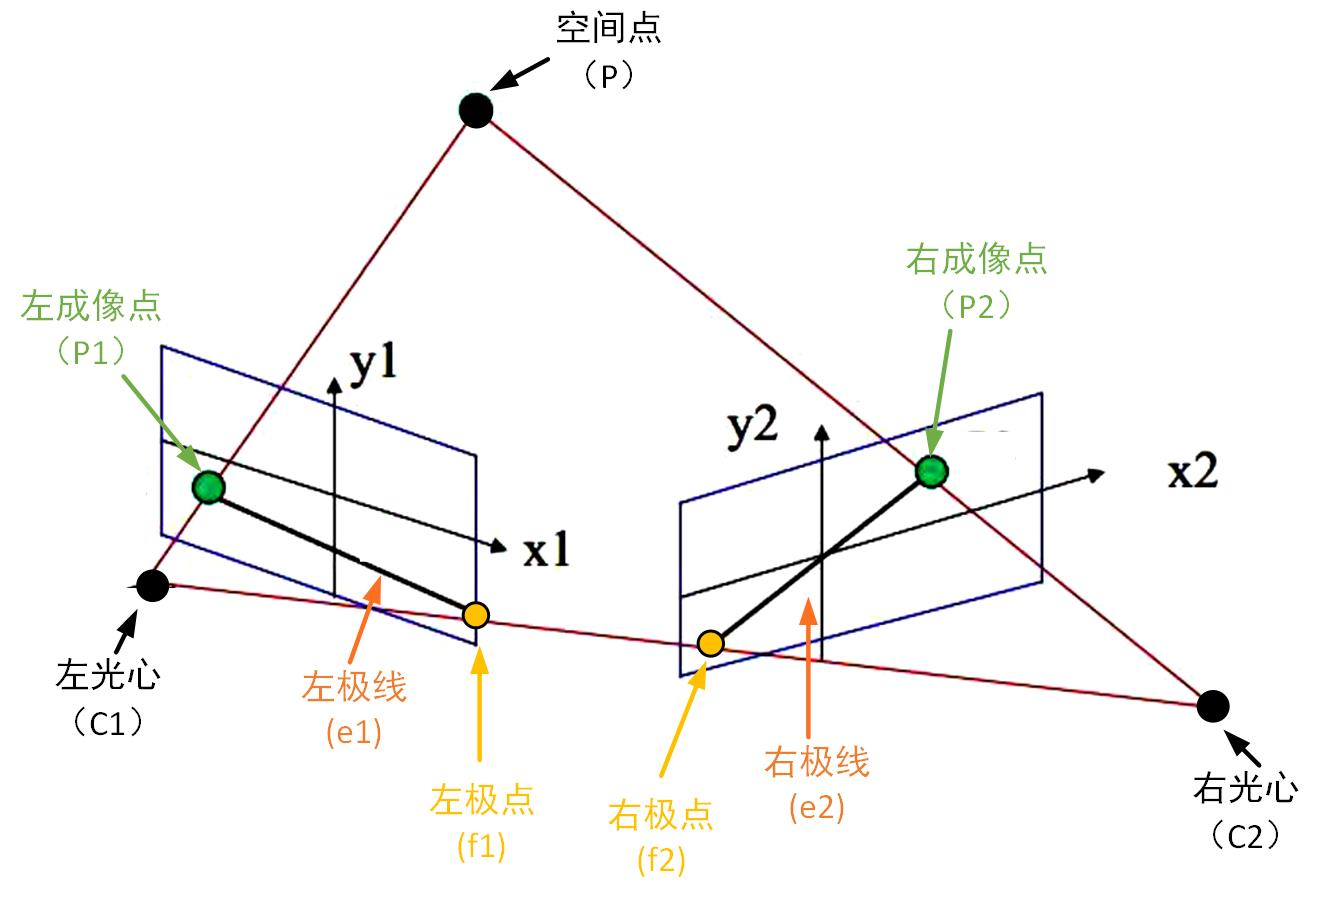 空间点
（P）
右成像点
（P2）
左成像点
（P1）
y1
y2
x2
x1
左光心
（C1）
左极线
(e1)
右极线
(e2)
左极点
(f1)
右极点
(f2)
右光心
（C2）